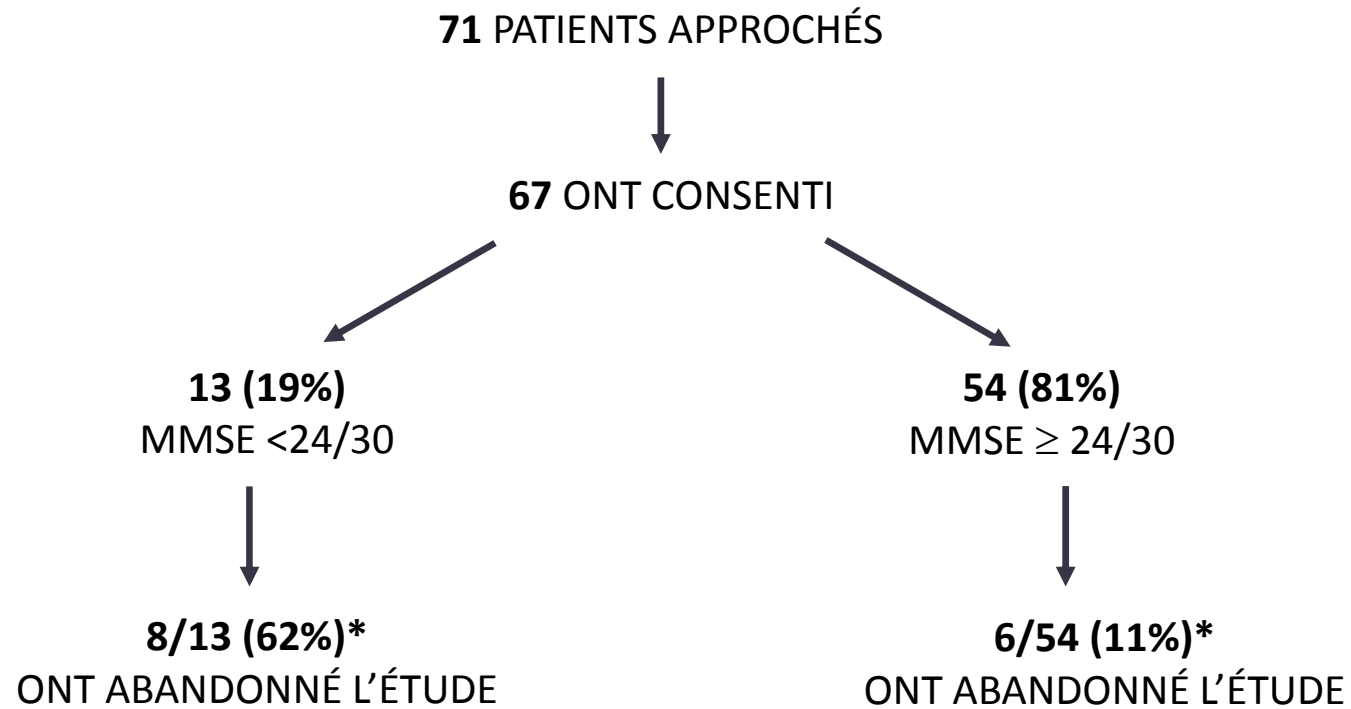 71 PATIENTS APPROCHÉS
67 ONT CONSENTI
13 (19%)
MMSE <24/30
54 (81%)
MMSE ≥ 24/30
8/13 (62%)*
ONT ABANDONNÉ L’ÉTUDE
6/54 (11%)*
ONT ABANDONNÉ L’ÉTUDE